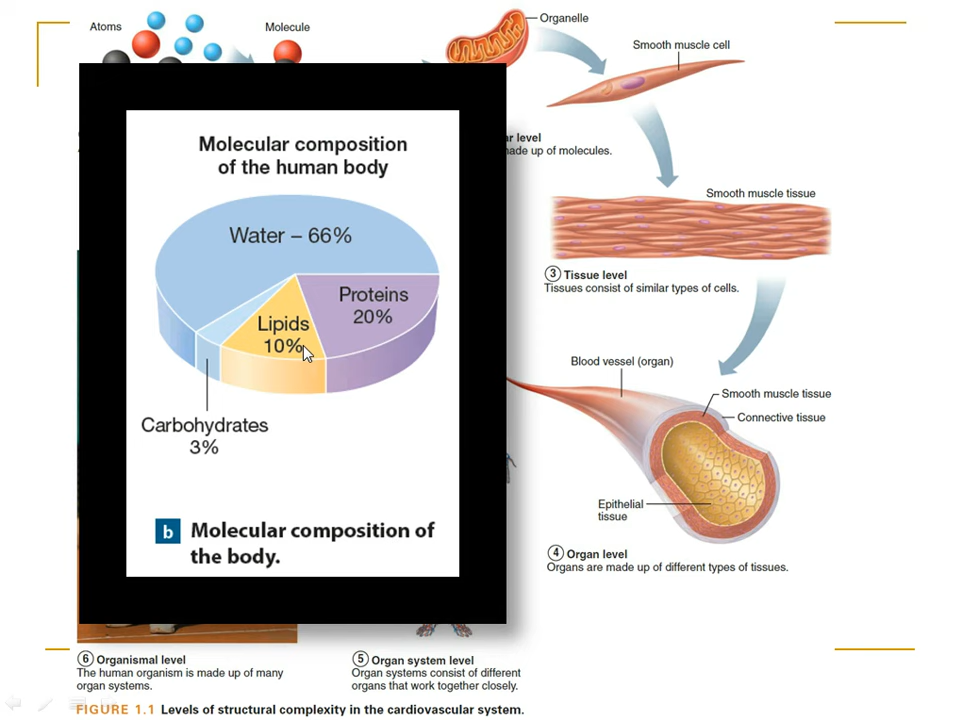 Atoms
Molecule
Organelle
Smooth muscle cell
r level
made up of molecules.
Smooth muscle tissue
3 Tissue level
Tissues consist of similar types of cells.
Blood vessel (organ)
Smooth muscle tissue
Connective tissue
Epithelial
tissue
4 Organ level
Organs are made up of different types of tissues.
Molecular composition
of the human body
Water – 66%
Proteins
20%
Lipids
10%
Carbohydrates
3%
b Molecular composition of
the body.
6 Organismal level
The human organism is made up of many
organ systems.
5 Organ system level
Organ systems consist of different
organs that work together closely.
FIGURE 1.1 Levels of structural complexity in the cardiovascular system.